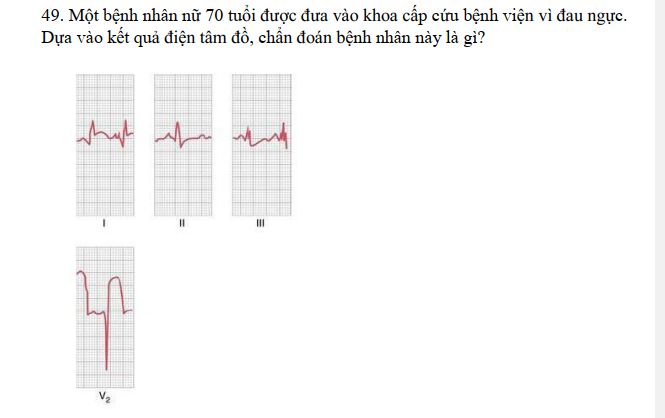 49. Một bệnh nhân nữ 70 tuổi được đưa vào khoa cấp cứu bệnh viện vì đau ngực.
Dựa vào kết quả điện tâm đồ, chẩn đoán bệnh nhân này là gì?
I II III
V₂